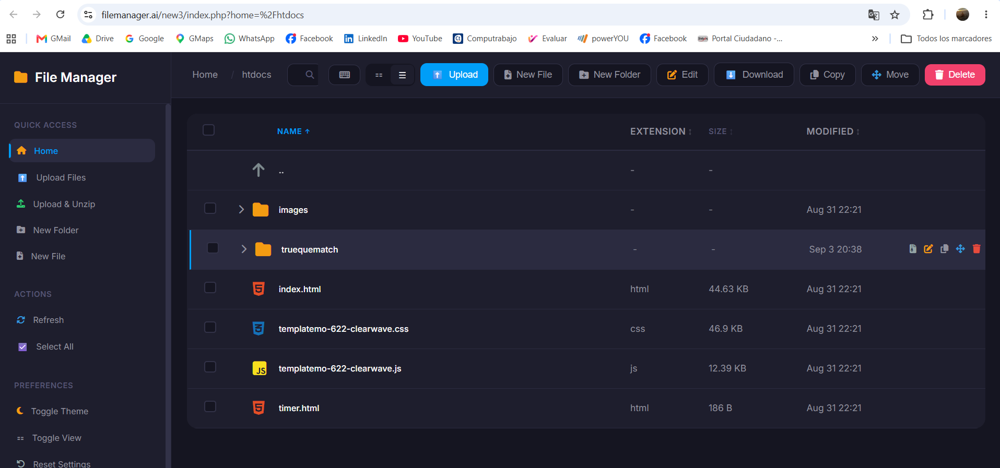 filemanager.ai/new3/index.php?home=%2Fhtdocs
GMail Drive Google GMaps WhatsApp Facebook LinkedIn YouTube Computrabajo Evaluar powerYOU Facebook Portal Ciudadano -... » Todos los marcadores
File Manager
Home / htdocs Upload New File New Folder Edit Download Copy Move Delete
QUICK ACCESS
Home
Upload Files
Upload & Unzip
New Folder
New File
ACTIONS
Refresh
Select All
PREFERENCES
Toggle Theme
Toggle View
Reset Settings
NAME ↑ EXTENSION ↕ SIZE ↕ MODIFIED ↕
.. - -
images - - Aug 31 22:21
truequematch - - Sep 3 20:38
index.html html 44.63 KB Aug 31 22:21
templatemo-622-clearwave.css css 46.9 KB Aug 31 22:21
JS templatemo-622-clearwave.js js 12.39 KB Aug 31 22:21
timer.html html 186 B Aug 31 22:21